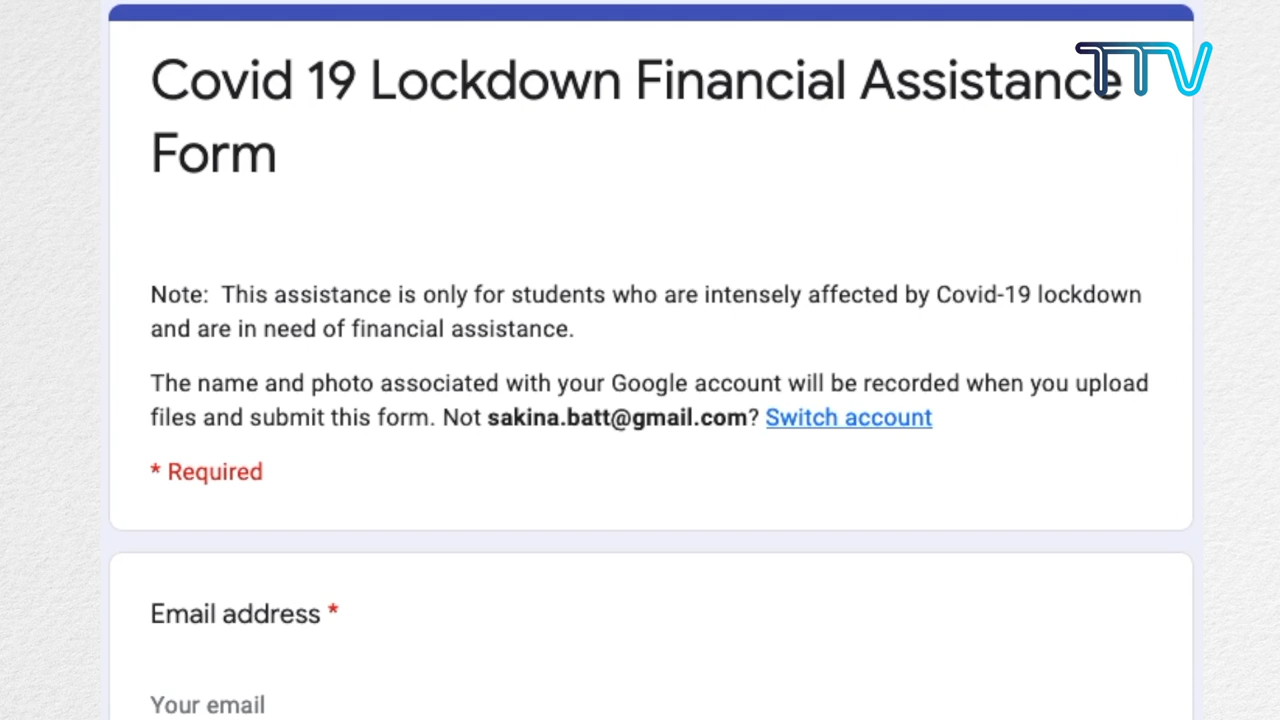 TTV
Covid 19 Lockdown Financial Assistance
Form
Note:  This assistance is only for students who are intensely affected by Covid-19 lockdown
and are in need of financial assistance.
The name and photo associated with your Google account will be recorded when you upload
files and submit this form. Not sakina.batt@gmail.com? Switch account
* Required
Email address *
Your email